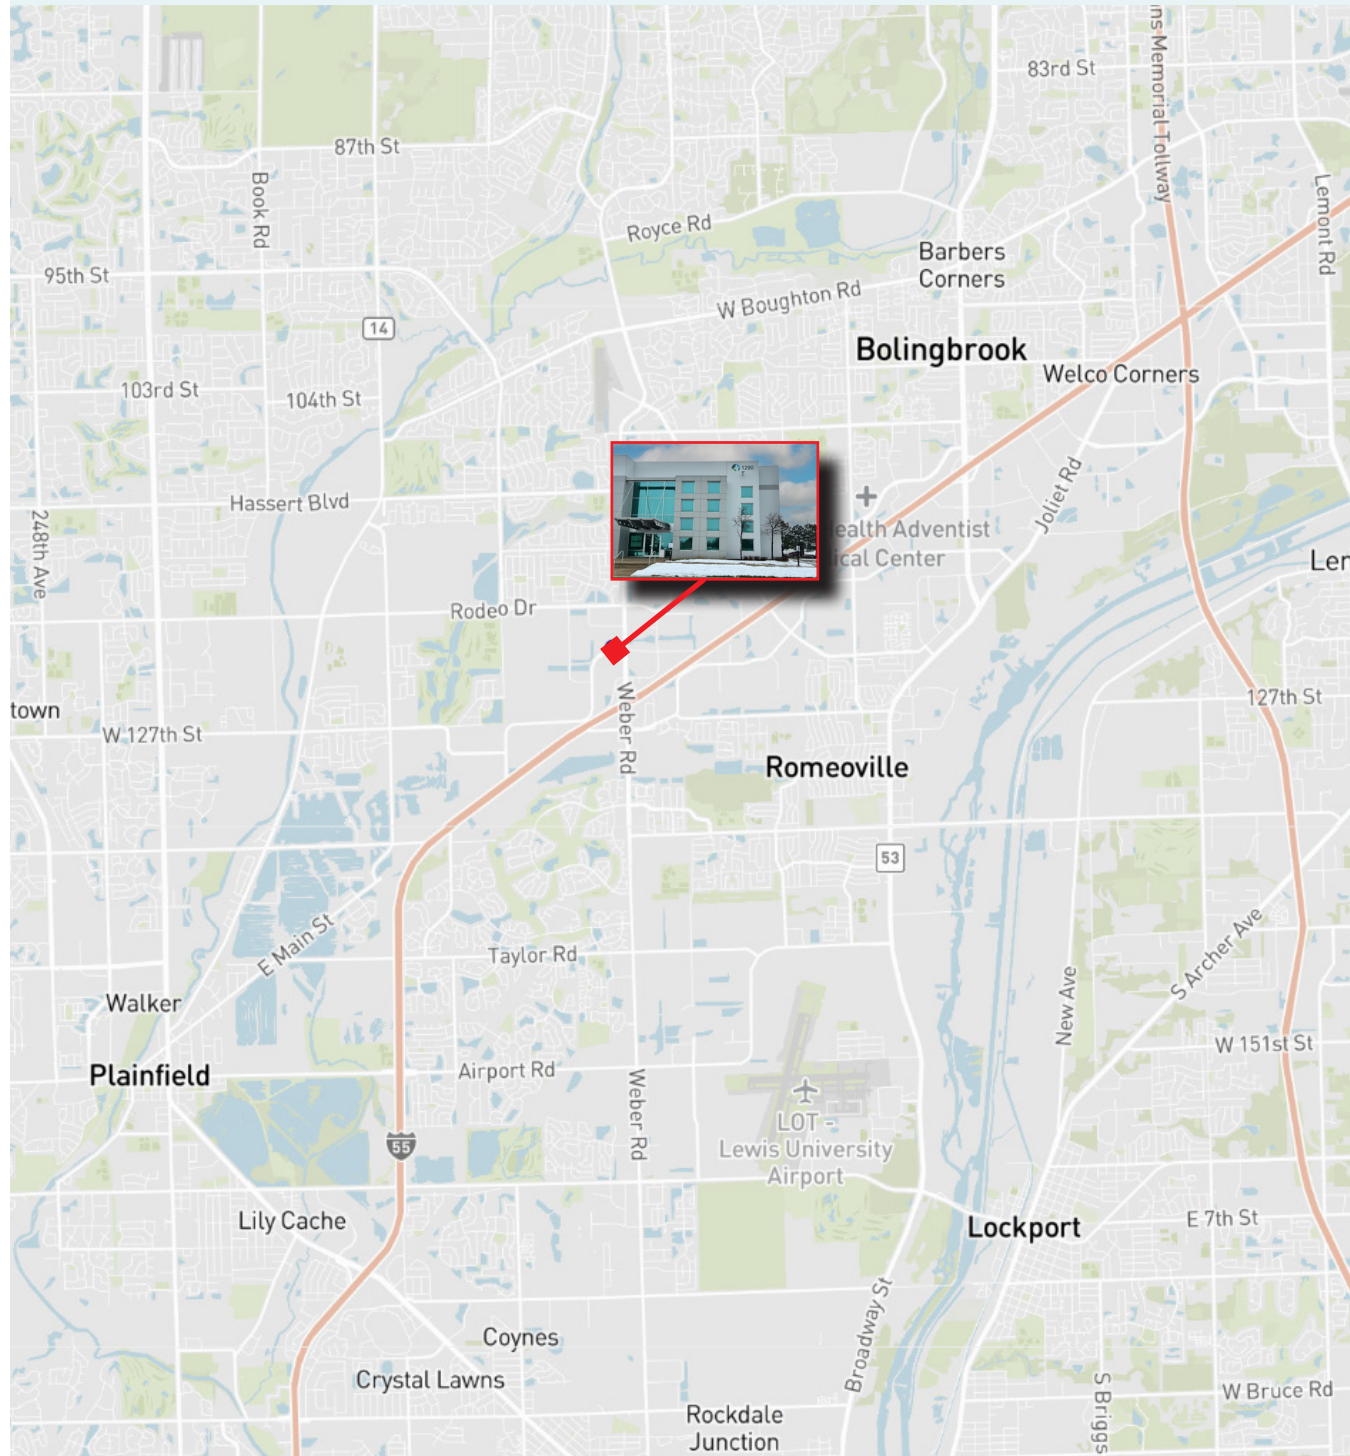 83rd St
ns Memorial Tollway
87th St
Book Rd
Lemont Rd
Royce Rd
Barbers
Corners
95th St
W Boughton Rd
14
Bolingbrook
Welco Corners
103rd St
104th St
1299
Joliet Rd
Hassert Blvd
248th Ave
ealth Adventist
ical Center
Ler
Rodeo Dr
Weber Rd
127th St
town
W 127th St
Romeoville
53
E Main St
Taylor Rd
S Archer Ave
Walker
New Ave
W 151st St
Plainfield
Airport Rd
Weber Rd
LOT -
Lewis University
Airport
55
Lily Cache
Lockport
E 7th St
Broadway St
Coynes
Crystal Lawns
S Briggs
W Bruce Rd
Rockdale
Junction